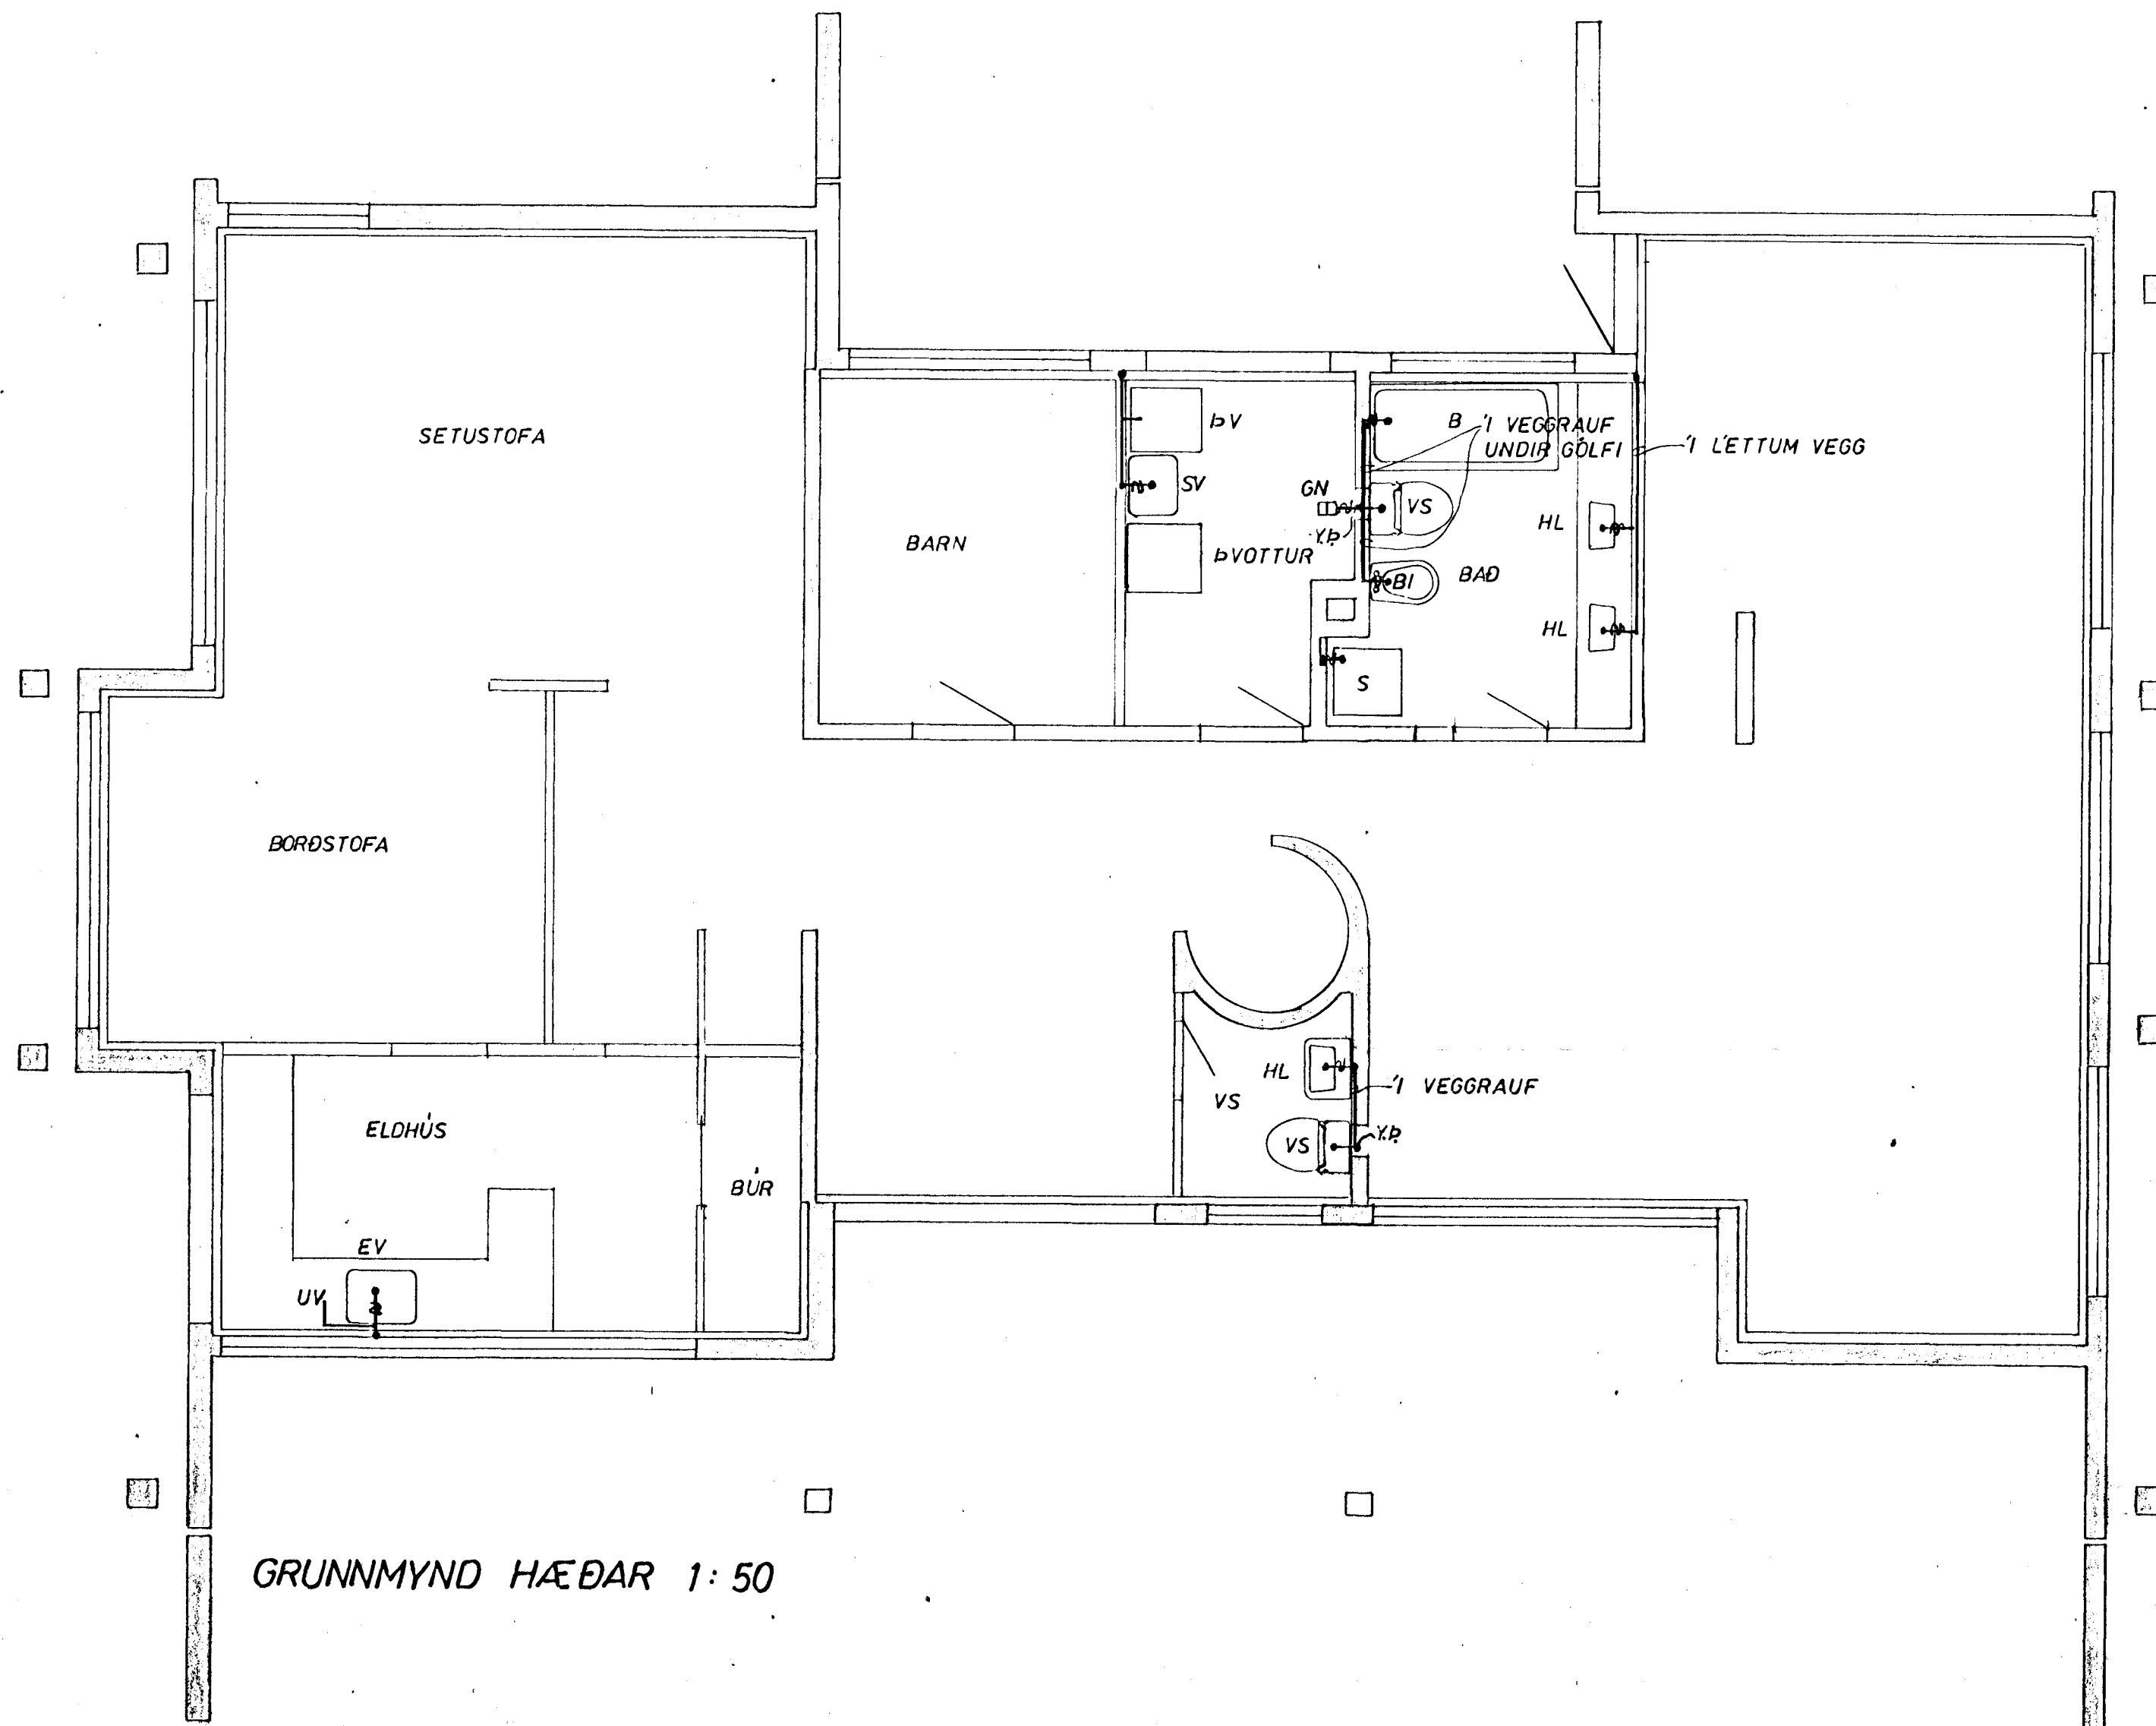 SETUSTOFA
ÞV
B
Í VEGGRAUF
UNDIR GÓLFI
Í LÉTTUM VEGG
SV
GN
VS
HL
Y.Þ
BARN
ÞVOTTUR
BI
BAÐ
HL
S
BORÐSTOFA
HL
Í VEGGRAUF
VS
ELDHÚS
Y.Þ
VS
BÚR
EV
UV
GRUNNMYND HÆÐAR 1:50